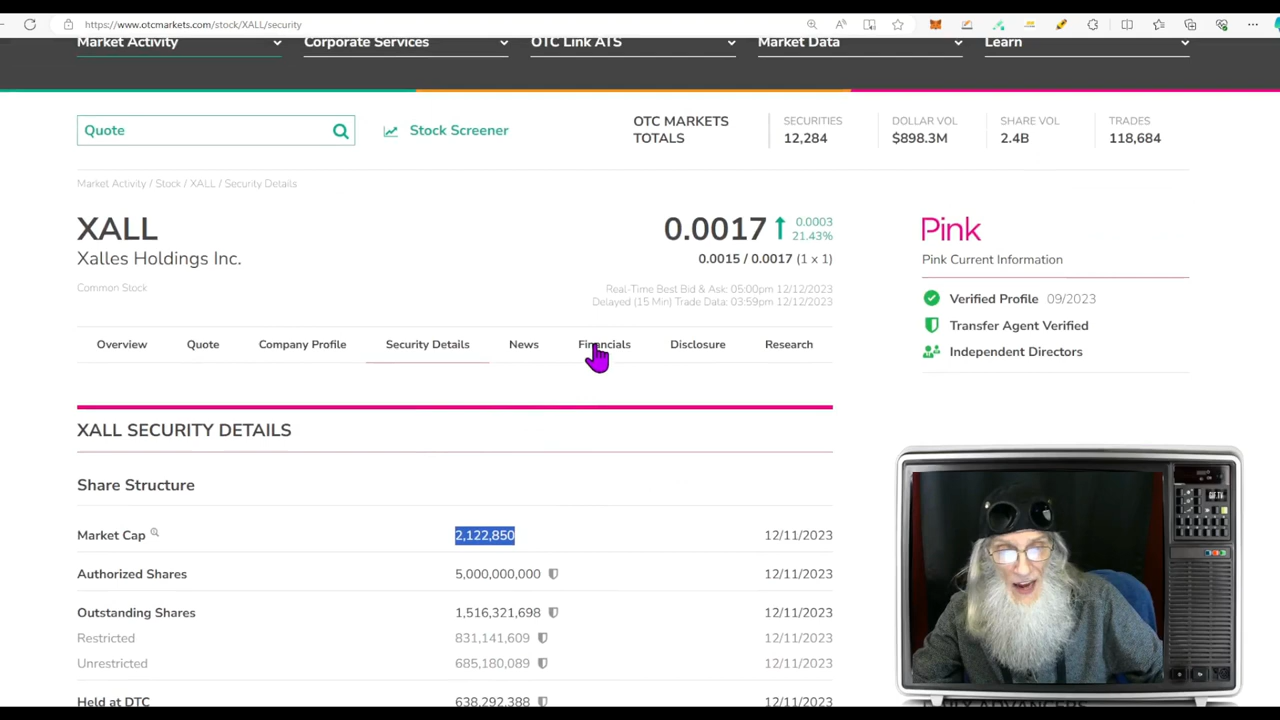 https://www.otcmarkets.com/stock/XALL/security
Market Activity
Corporate Services
OTC Link ATS
Market Data
Learn
Quote
Stock Screener
OTC MARKETS TOTALS
SECURITIES
12,284
DOLLAR VOL
$898.3M
SHARE VOL
2.4B
TRADES
118,684
Market Activity / Stock / XALL / Security Details
XALL
0.0017
0.0003
21.43%
Xalles Holdings Inc.
0.0015 / 0.0017 (1 x 1)
Common Stock
Real-Time Best Bid & Ask: 05:00pm 12/12/2023
Delayed (15 Min) Trade Data: 03:59pm 12/12/2023
Pink
Pink Current Information
Verified Profile 09/2023
Transfer Agent Verified
Independent Directors
Overview
Quote
Company Profile
Security Details
News
Financials
Disclosure
Research
XALL SECURITY DETAILS
Share Structure
Market Cap 2,122,850 12/11/2023
Authorized Shares 5,000,000,000 12/11/2023
Outstanding Shares 1,516,321,698 12/11/2023
Restricted 831,141,609 12/11/2023
Unrestricted 685,180,089 12/11/2023
Held at DTC 638,292,388 12/11/2023